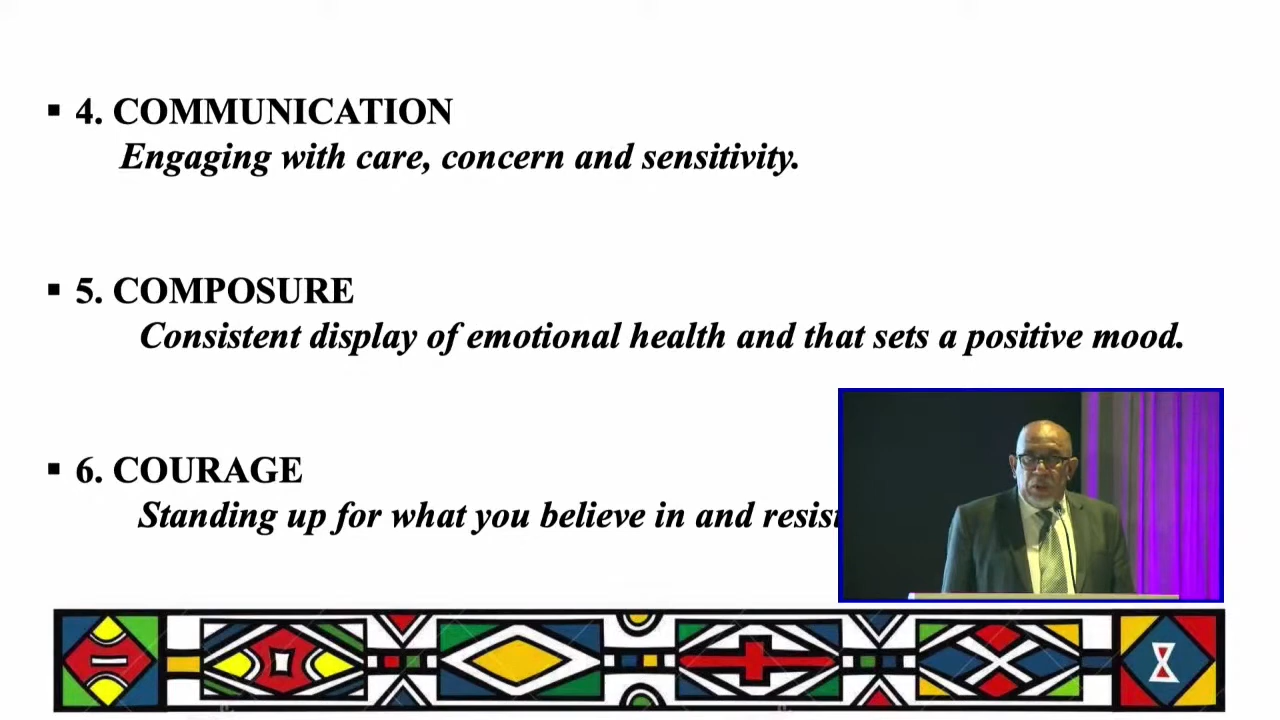 ▪ 4. COMMUNICATION
Engaging with care, concern and sensitivity.
▪ 5. COMPOSURE
Consistent display of emotional health and that sets a positive mood.
▪ 6. COURAGE
Standing up for what you believe in and